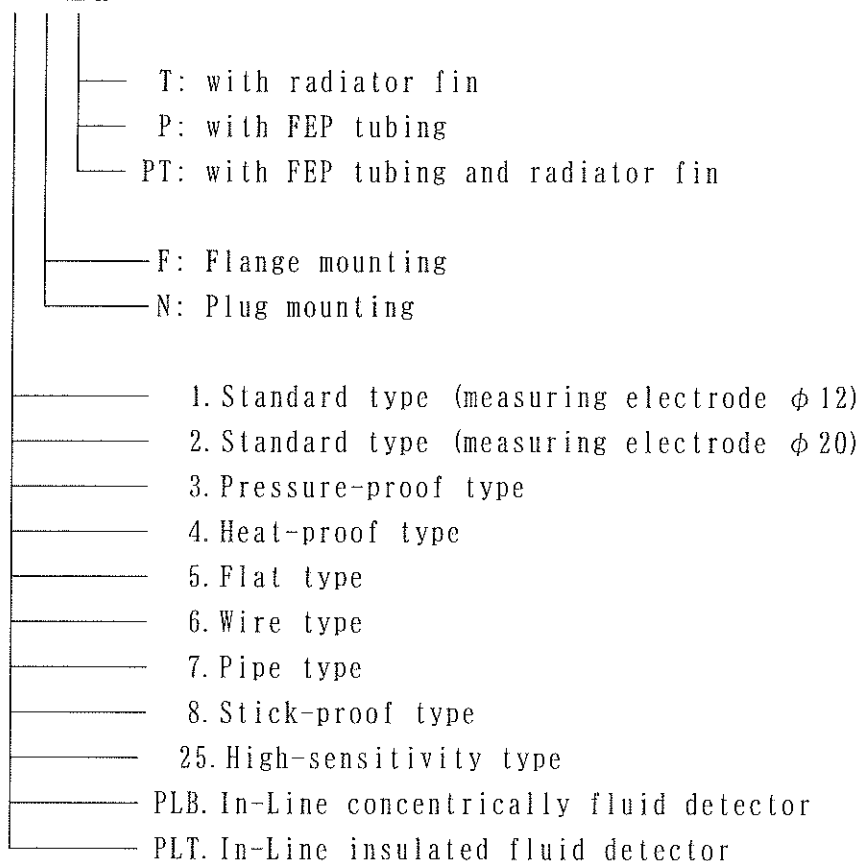 T: with radiator fin
P: with FEP tubing
PT: with FEP tubing and radiator fin
F: Flange mounting
N: Plug mounting
1. Standard type (measuring electrode φ12)
2. Standard type (measuring electrode φ20)
3. Pressure-proof type
4. Heat-proof type
5. Flat type
6. Wire type
7. Pipe type
8. Stick-proof type
25. High-sensitivity type
PLB. In-Line concentrically fluid detector
PLT. In-Line insulated fluid detector